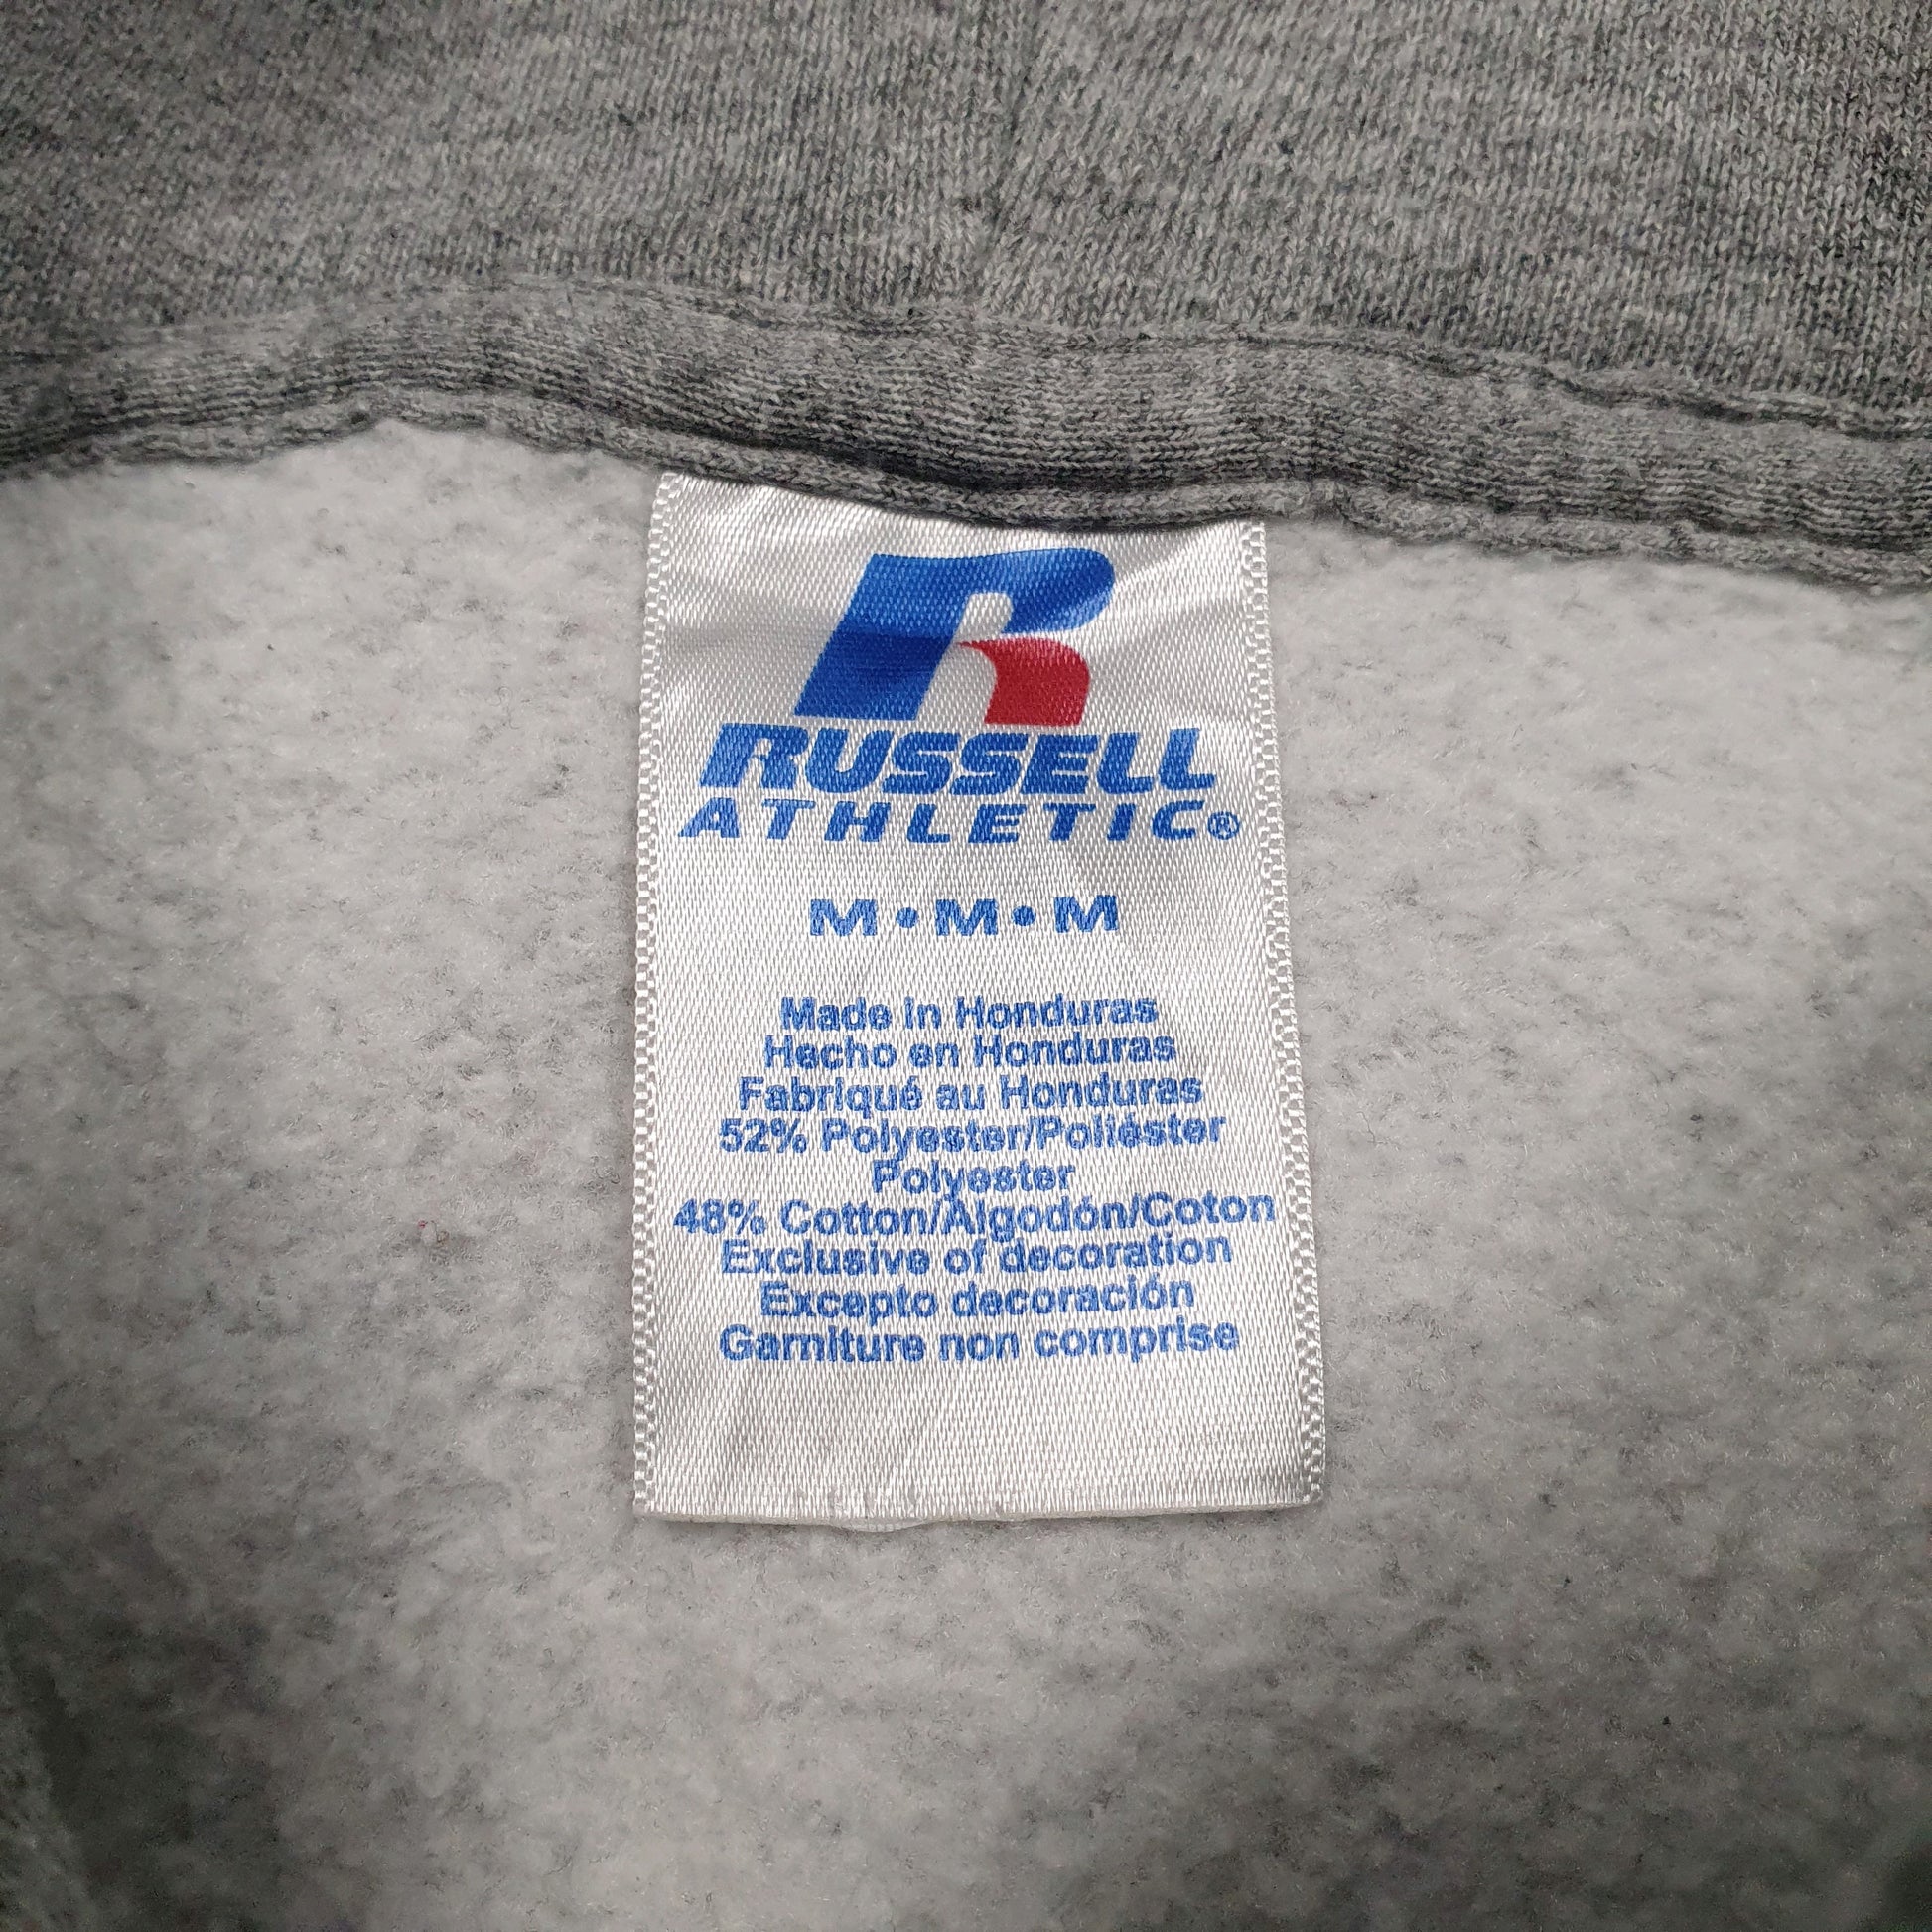 R
RUSSELL
ATHLETIC®
M•M•M
Made in Honduras
Hecho en Honduras
Fabriqué au Honduras
52% Polyester/Poliéster
Polyester
48% Cotton/Algodón/Coton
Exclusive of decoration
Excepto decoración
Garniture non comprise